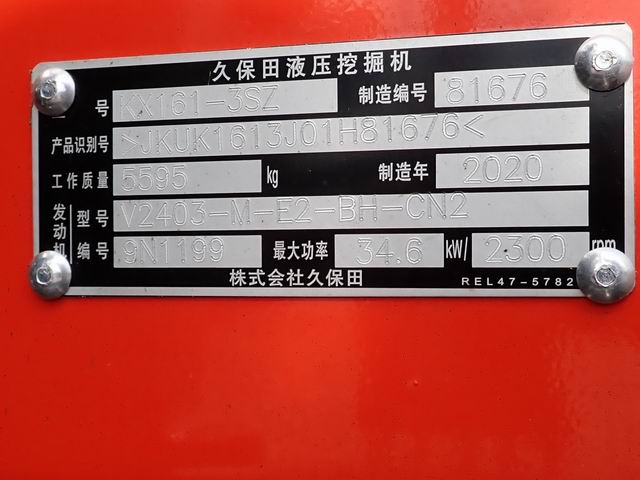 久保田液压挖掘机
号 KX161-3SZ 制造编号 81676
产品识别号 >JKUK1613J01H81676<
工作质量 5595 kg 制造年 2020
发动机 型号 V2403-M-E2-BH-CN2
编号 9N1199 最大功率 34.6 kW/ 2300 rpm
株式会社久保田 REL47-5782